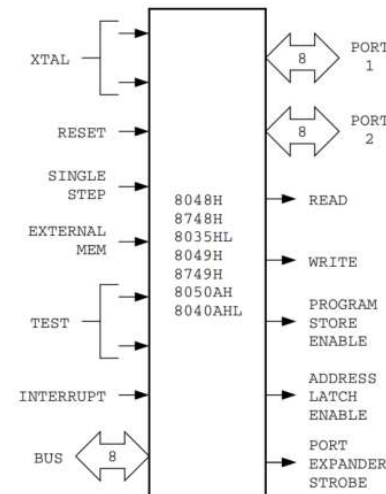 XTAL
RESET
SINGLE
STEP
EXTERNAL
MEM
TEST
INTERRUPT
BUS
8
8048H
8748H
8035HL
8049H
8749H
8050AH
8040AHL
8
PORT
1
8
PORT
2
READ
WRITE
PROGRAM
STORE
ENABLE
ADDRESS
LATCH
ENABLE
PORT
EXPANDER
STROBE